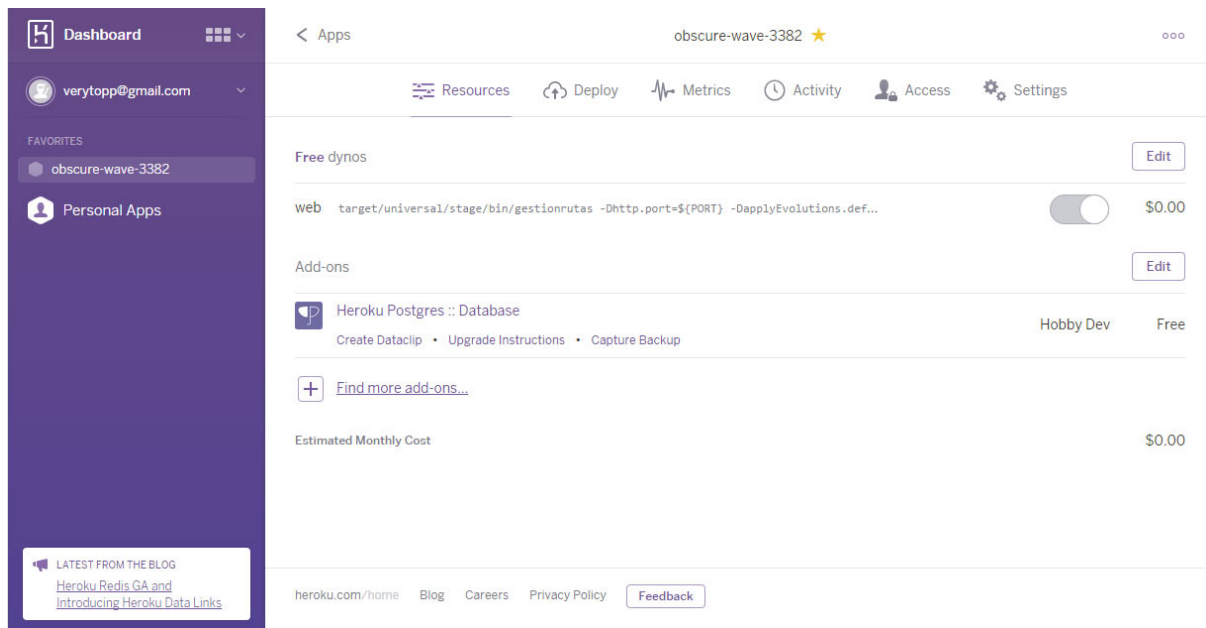 Dashboard
verytopp@gmail.com
FAVORITES
obscure-wave-3382
Personal Apps
LATEST FROM THE BLOG
Heroku Redis GA and
Introducing Heroku Data Links
Apps
obscure-wave-3382
Resources Deploy Metrics Activity Access Settings
Free dynos Edit
web target/universal/stage/bin/gestionrutas -Dhttp.port=${PORT} -DapplyEvolutions.def... $0.00
Add-ons Edit
Heroku Postgres :: Database
Create Dataclip • Upgrade Instructions • Capture Backup
Hobby Dev Free
Find more add-ons...
Estimated Monthly Cost $0.00
heroku.com/home Blog Careers Privacy Policy Feedback